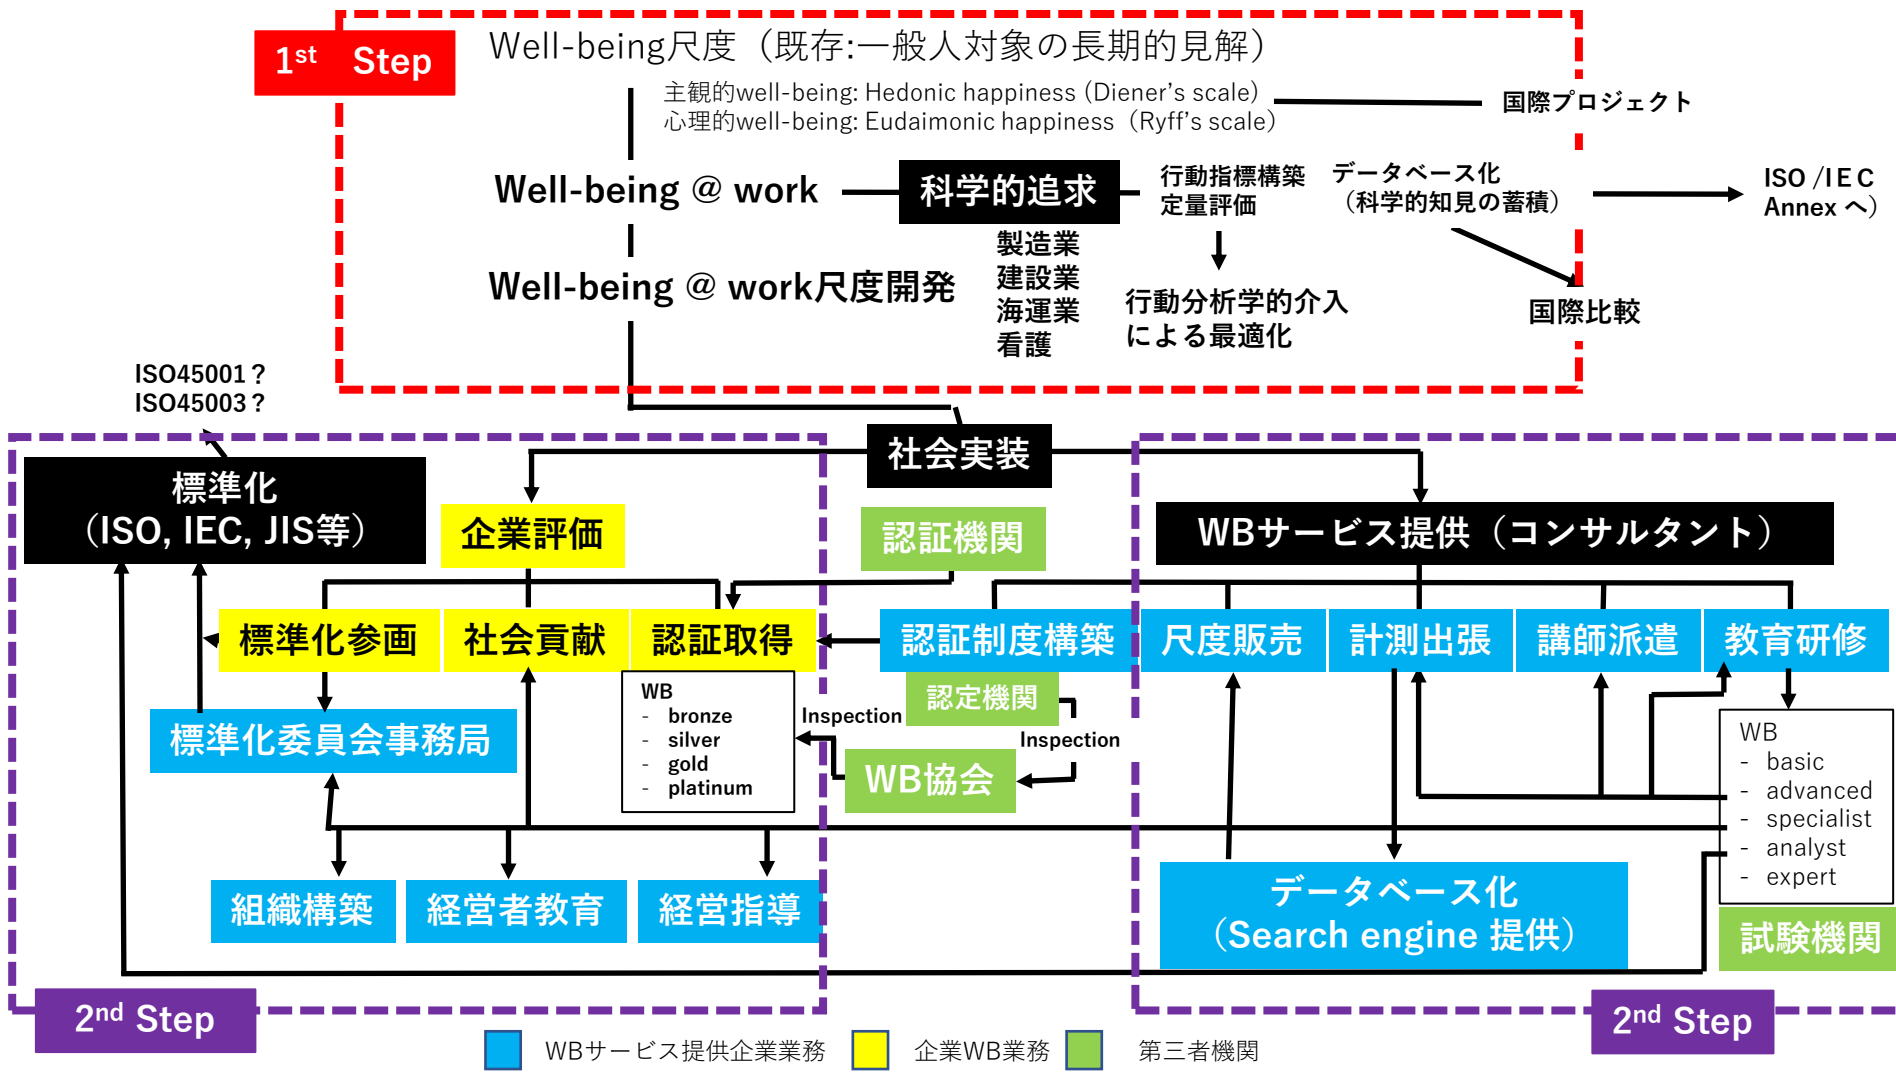 1st Step
Well-being尺度（既存:一般人対象の長期的見解）
主観的well-being: Hedonic happiness (Diener's scale)
心理的well-being: Eudaimonic happiness（Ryff's scale）
国際プロジェクト
Well-being @ work
科学的追求
行動指標構築
定量評価
データベース化
（科学的知見の蓄積）
ISO /IEC
Annex へ）
製造業
建設業
海運業
看護
Well-being @ work尺度開発
行動分析学的介入
による最適化
国際比較
ISO45001？
ISO45003？
社会実装
標準化
（ISO, IEC, JIS等）
企業評価
認証機関
WBサービス提供（コンサルタント）
標準化参画
社会貢献
認証取得
認証制度構築
尺度販売
計測出張
講師派遣
教育研修
認定機関
WB
- bronze
- silver
- gold
- platinum
Inspection
Inspection
標準化委員会事務局
WB協会
WB
- basic
- advanced
- specialist
- analyst
- expert
組織構築
経営者教育
経営指導
データベース化
（Search engine 提供）
試験機関
2nd Step
2nd Step
WBサービス提供企業業務
企業WB業務
第三者機関